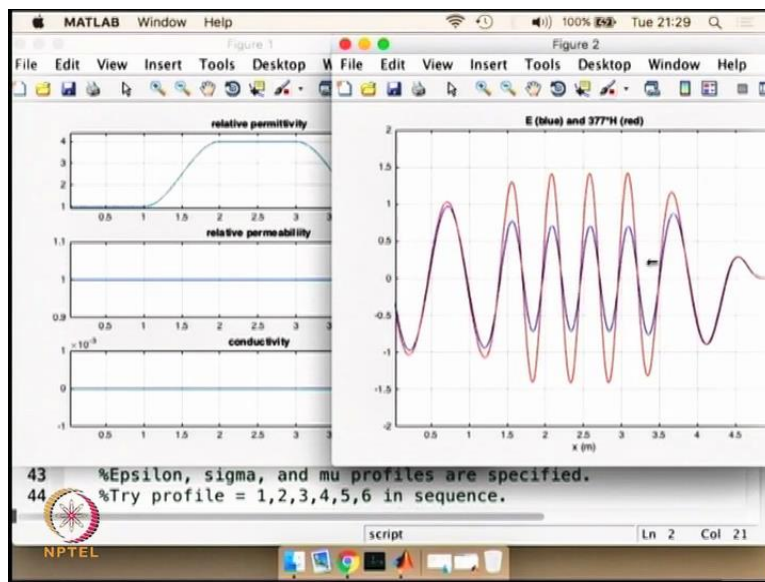 MATLAB Window Help 100% Tue 21:29
Figure 1
File Edit View Insert Tools Desktop W
relative permittivity
4
3
2
1
0.5 1 1.5 2 2.5 3 3
relative permeability
1.1
1
0.9
0.5 1 1.5 2 2.5 3 3
conductivity
×10⁻³
1
0
-1
0.5 1 1.5 2 2.5 3 3
Figure 2
File Edit View Insert Tools Desktop Window Help
E (blue) and 377*H (red)
2
1.5
1
0.5
0
-0.5
-1
-1.5
-2
0.5 1 1.5 2 2.5 3 3.5 4 4.5
x (m)
43 %Epsilon, sigma, and mu profiles are specified.
44 %Try profile = 1,2,3,4,5,6 in sequence.
script Ln 2 Col 21
NPTEL